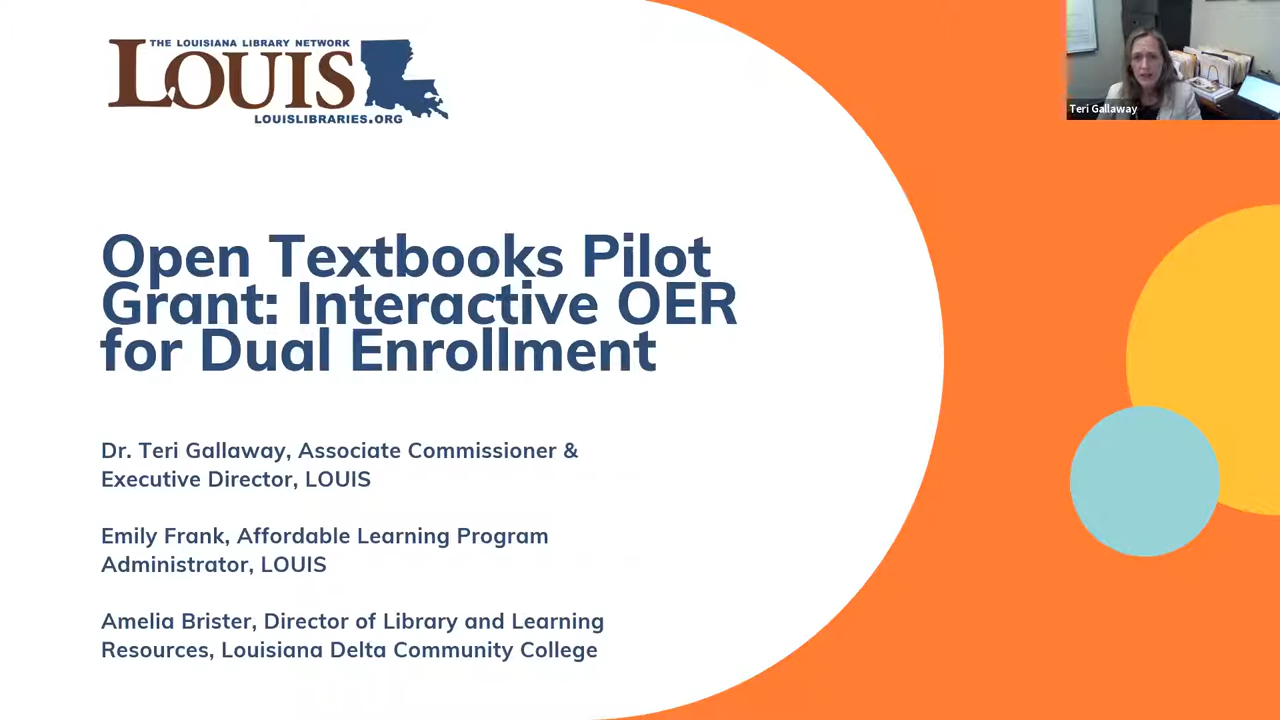 THE LOUISIANA LIBRARY NETWORK
LOUIS
LOUISLIBRARIES.ORG
Teri Gallaway
Open Textbooks Pilot
Grant: Interactive OER
for Dual Enrollment
Dr. Teri Gallaway, Associate Commissioner &
Executive Director, LOUIS
Emily Frank, Affordable Learning Program
Administrator, LOUIS
Amelia Brister, Director of Library and Learning
Resources, Louisiana Delta Community College